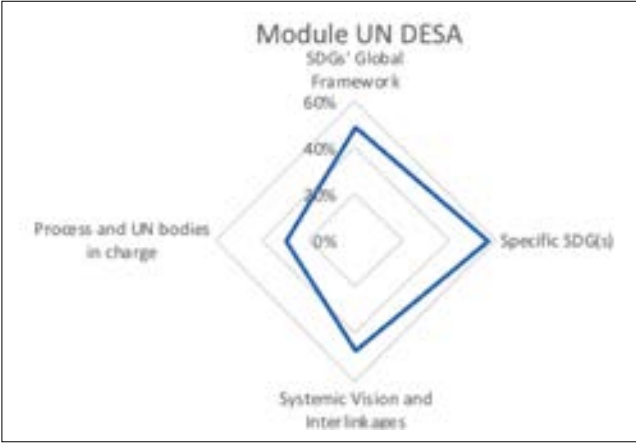 Module UN DESA
SDGs' Global
Framework
60%
40%
20%
Process and UN bodies
in charge
0%
Specific SDG(s)
Systemic Vision and
Interlinkages